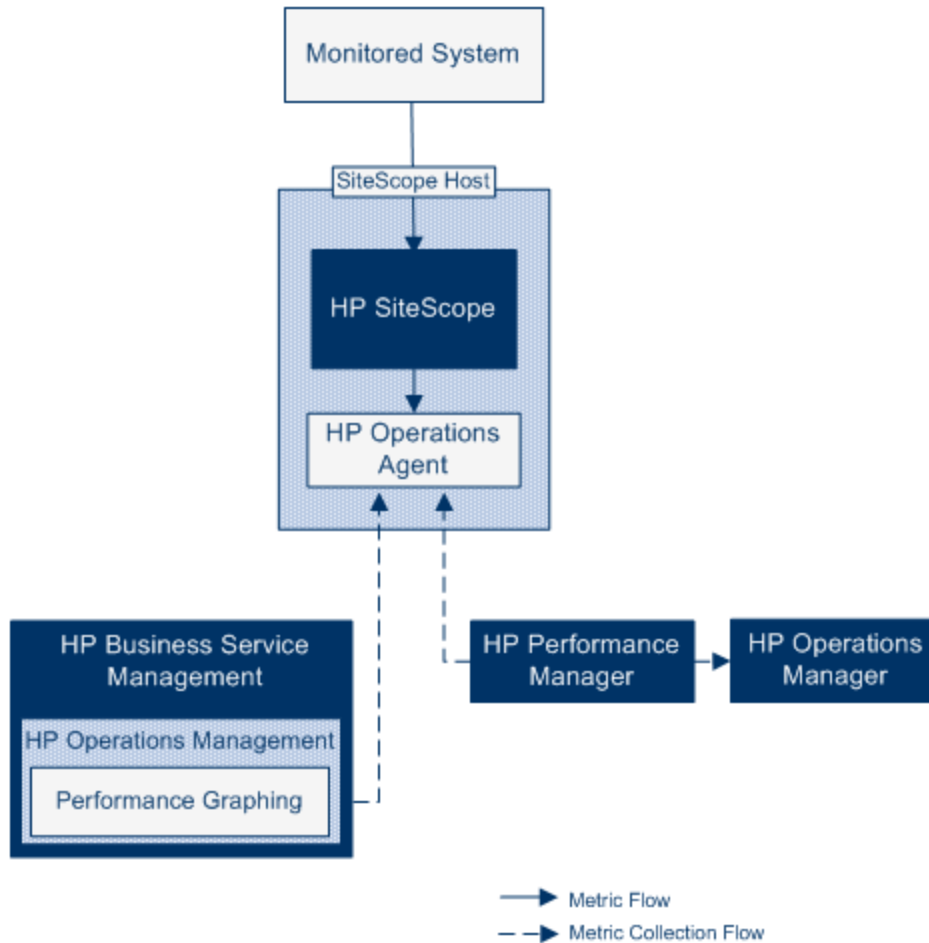 Monitored System
SiteScope Host
HP SiteScope
HP Operations
Agent
HP Business Service
Management
HP Operations Management
Performance Graphing
HP Performance
Manager
HP Operations
Manager
Metric Flow
Metric Collection Flow